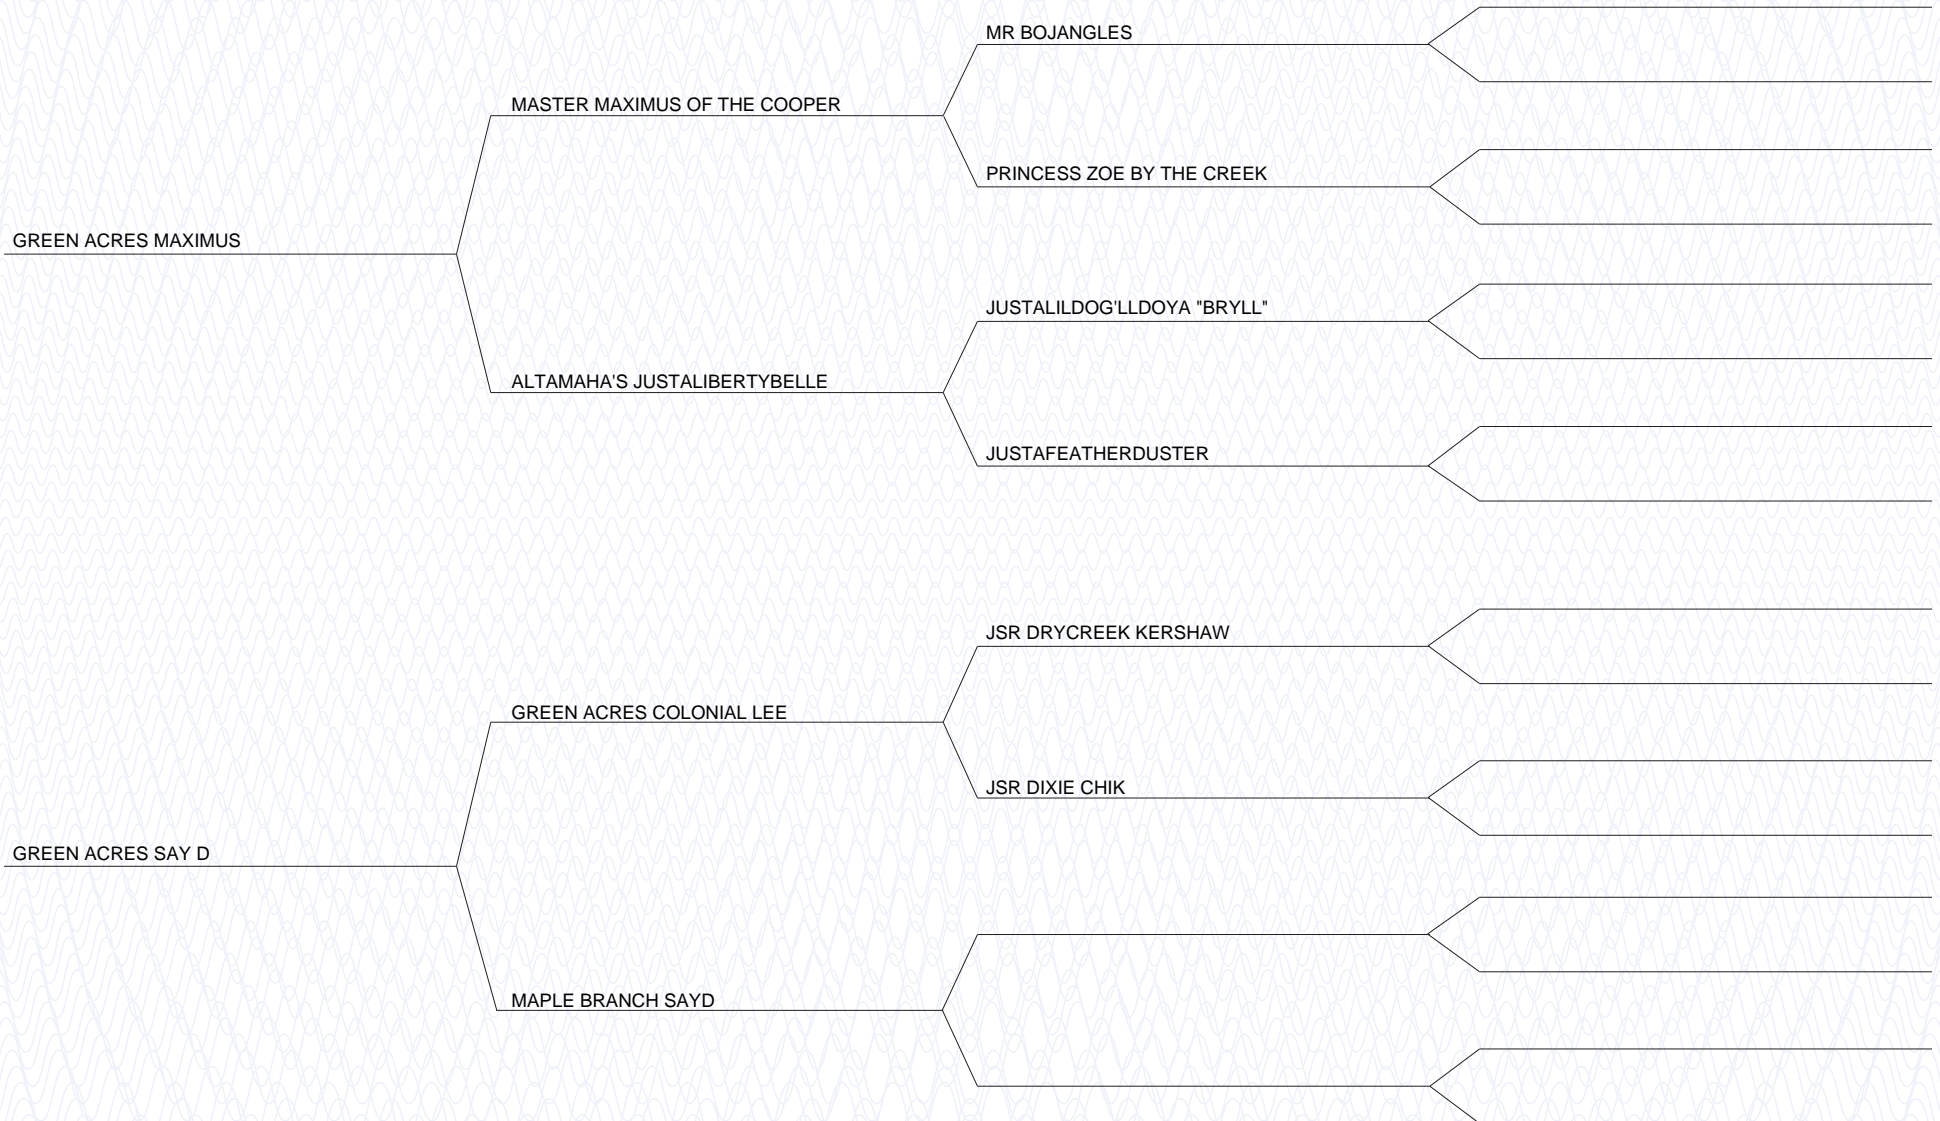 MR BOJANGLES
MASTER MAXIMUS OF THE COOPER
PRINCESS ZOE BY THE CREEK
GREEN ACRES MAXIMUS
JUSTALILDOG'LLDOYA "BRYLL"
ALTAMAHA'S JUSTALIBERTYBELLE
JUSTAFEATHERDUSTER
JSR DRYCREEK KERSHAW
GREEN ACRES COLONIAL LEE
JSR DIXIE CHIK
GREEN ACRES SAY D
MAPLE BRANCH SAYD